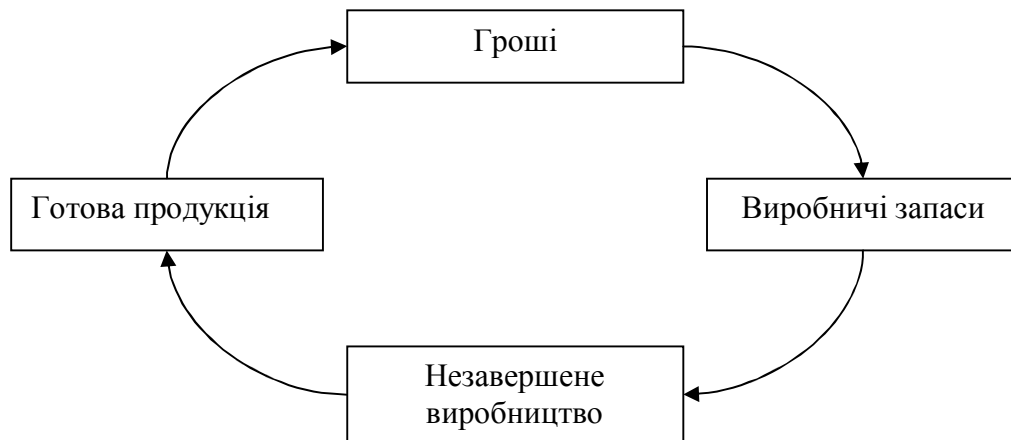 Гроші
Готова продукція
Виробничі запаси
Незавершене
виробництво